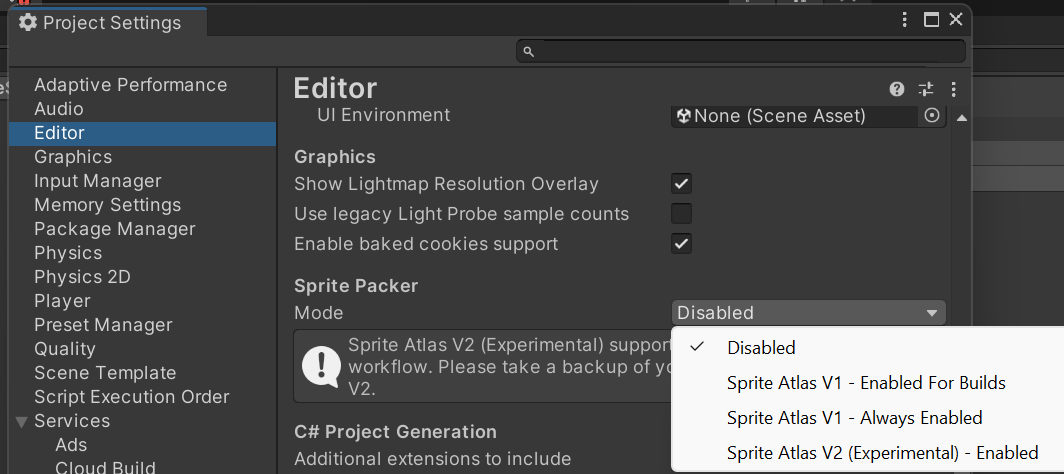 Project Settings
Adaptive Performance
Audio
Editor
Graphics
Input Manager
Memory Settings
Package Manager
Physics
Physics 2D
Player
Preset Manager
Quality
Scene Template
Script Execution Order
Services
Ads
Cloud Build
Editor
UI Environment
None (Scene Asset)
Graphics
Show Lightmap Resolution Overlay
Use legacy Light Probe sample counts
Enable baked cookies support
Sprite Packer
Mode
Disabled
Sprite Atlas V2 (Experimental) support
workflow. Please take a backup of yo
V2.
Disabled
Sprite Atlas V1 - Enabled For Builds
Sprite Atlas V1 - Always Enabled
Sprite Atlas V2 (Experimental) - Enabled
C# Project Generation
Additional extensions to include